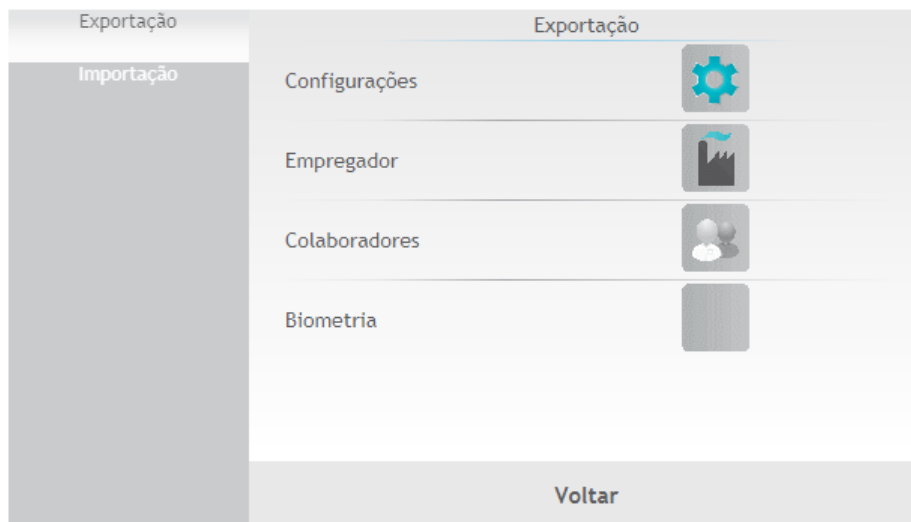 Exportação
Importação
Exportação
Configurações
Empregador
Colaboradores
Biometria
Voltar